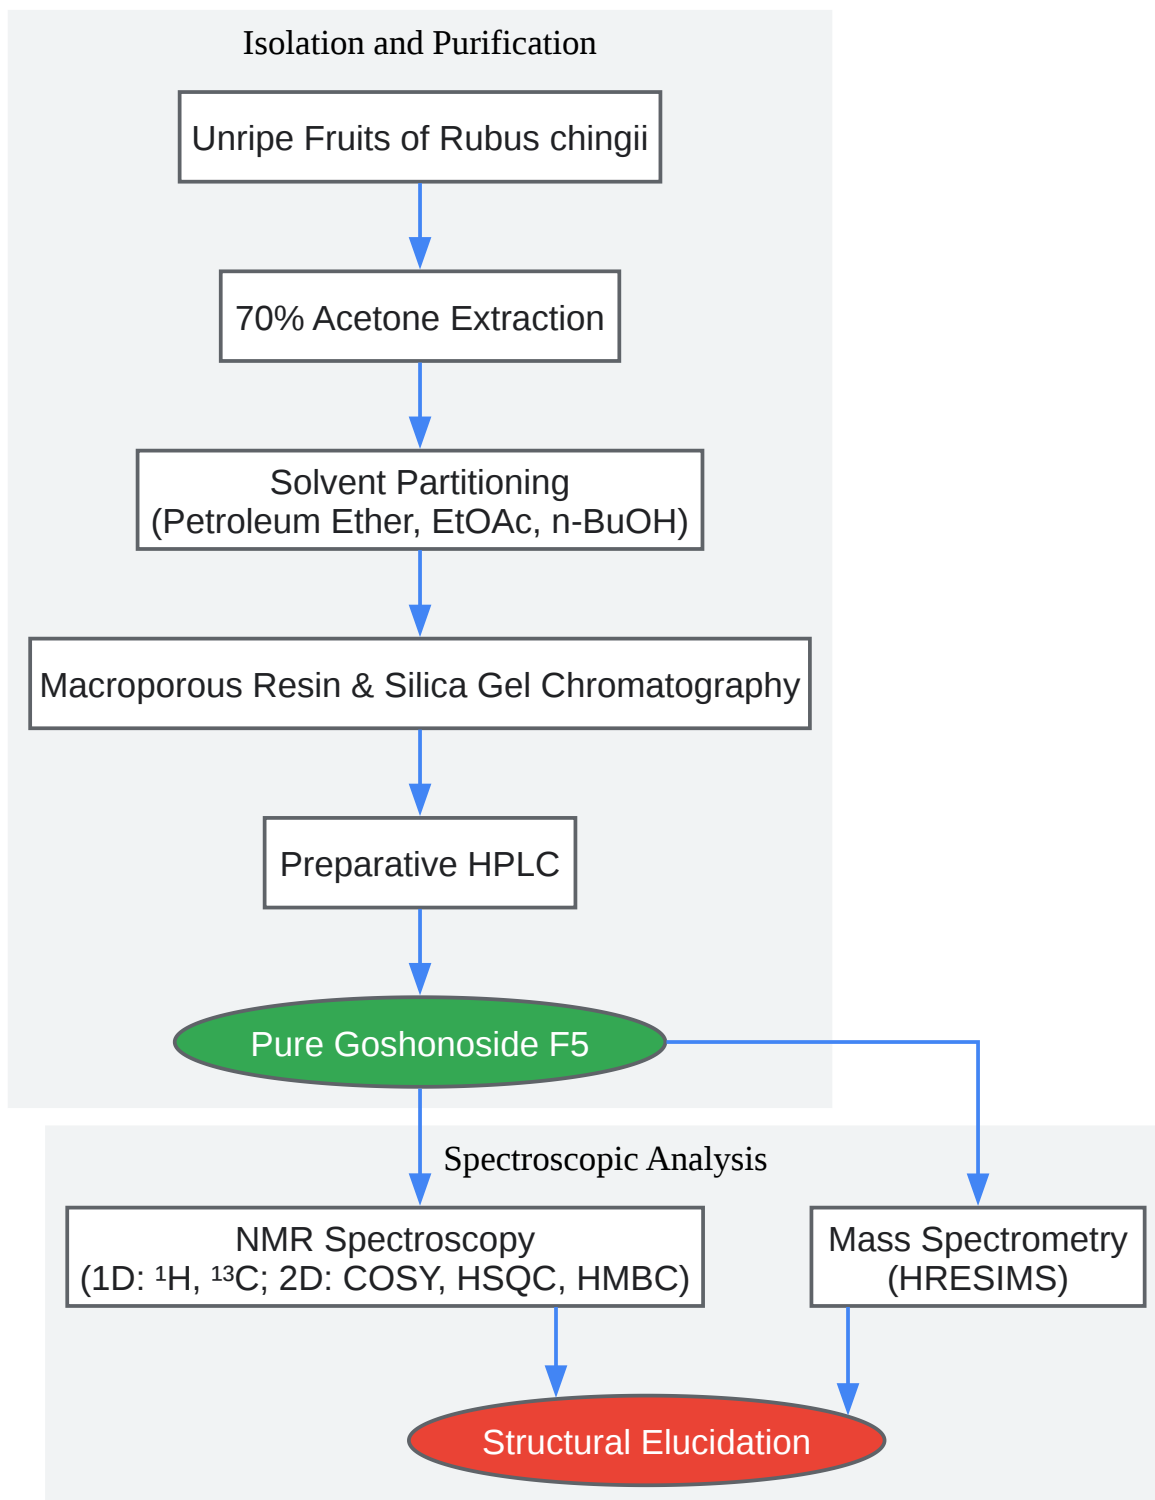 Isolation and Purification
Unripe Fruits of Rubus chingii
70% Acetone Extraction
Solvent Partitioning
(Petroleum Ether, EtOAc, n-BuOH)
Macroporous Resin & Silica Gel Chromatography
Preparative HPLC
Pure Goshonoside F5
Spectroscopic Analysis
NMR Spectroscopy
(1D: ¹H, ¹³C; 2D: COSY, HSQC, HMBC)
Mass Spectrometry
(HRESIMS)
Structural Elucidation